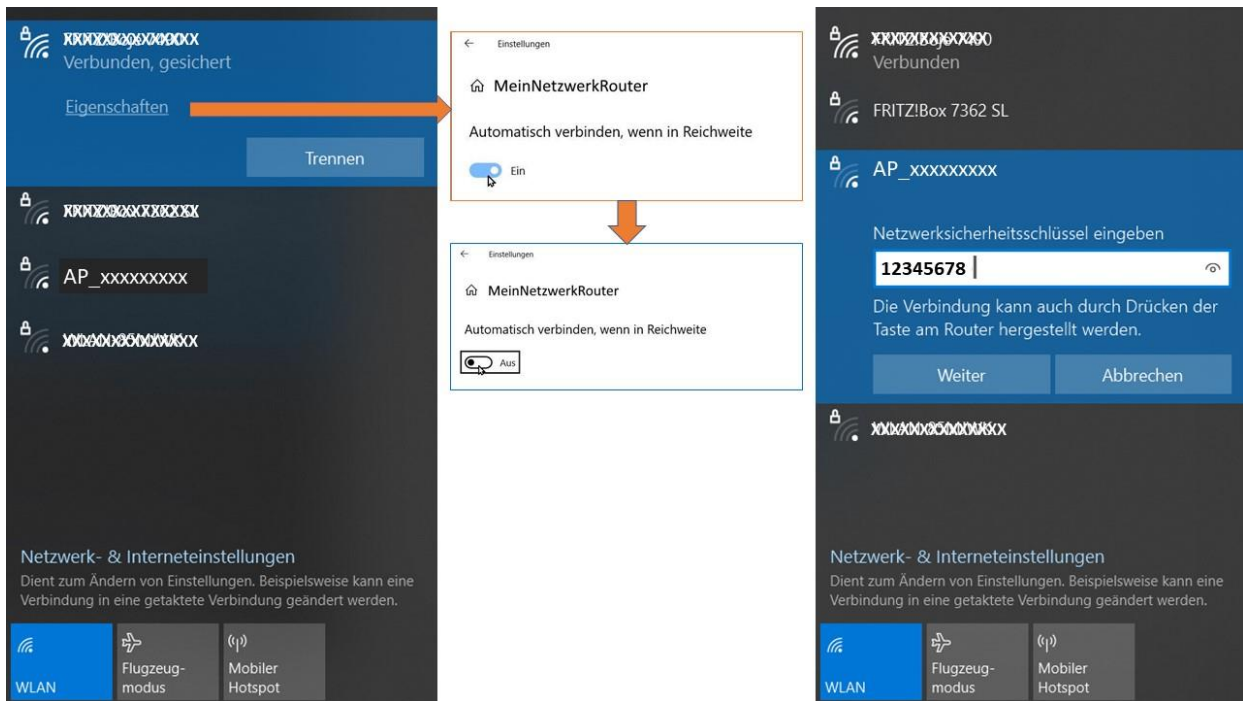 Verbunden, gesichert
Eigenschaften
Trennen
AP_xxxxxxxxx
Netzwerk- & Interneteinstellungen
Dient zum Ändern von Einstellungen. Beispielsweise kann eine
Verbindung in eine getaktete Verbindung geändert werden.
WLAN
Flugzeug-
modus
Mobiler
Hotspot
Einstellungen
MeinNetzwerkRouter
Automatisch verbinden, wenn in Reichweite
Ein
Einstellungen
MeinNetzwerkRouter
Automatisch verbinden, wenn in Reichweite
Aus
Verbunden
FRITZ!Box 7362 SL
AP_xxxxxxxxx
Netzwerksicherheitsschlüssel eingeben
12345678
Die Verbindung kann auch durch Drücken der
Taste am Router hergestellt werden.
Weiter
Abbrechen
Netzwerk- & Interneteinstellungen
Dient zum Ändern von Einstellungen. Beispielsweise kann eine
Verbindung in eine getaktete Verbindung geändert werden.
WLAN
Flugzeug-
modus
Mobiler
Hotspot